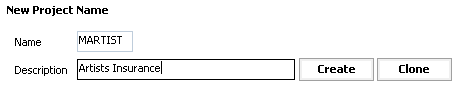 New Project Name
Name MARTIST
Description Artists Insurance Create Clone